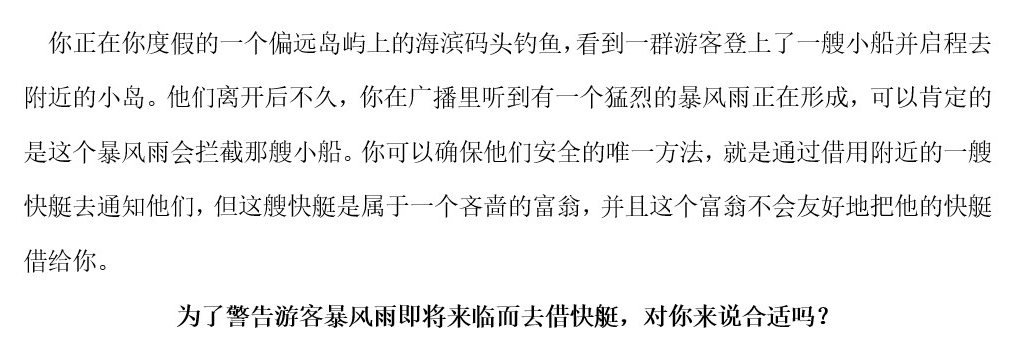 你正在你度假的一个偏远岛屿上的海滨码头钓鱼，看到一群游客登上了一艘小船并启程去
附近的小岛。他们离开后不久，你在广播里听到有一个猛烈的暴风雨正在形成，可以肯定的
是这个暴风雨会拦截那艘小船。你可以确保他们安全的唯一方法，就是通过借用附近的一艘
快艇去通知他们，但这艘快艇是属于一个吝啬的富翁，并且这个富翁不会友好地把他的快艇
借给你。
为了警告游客暴风雨即将来临而去借快艇，对你来说合适吗？